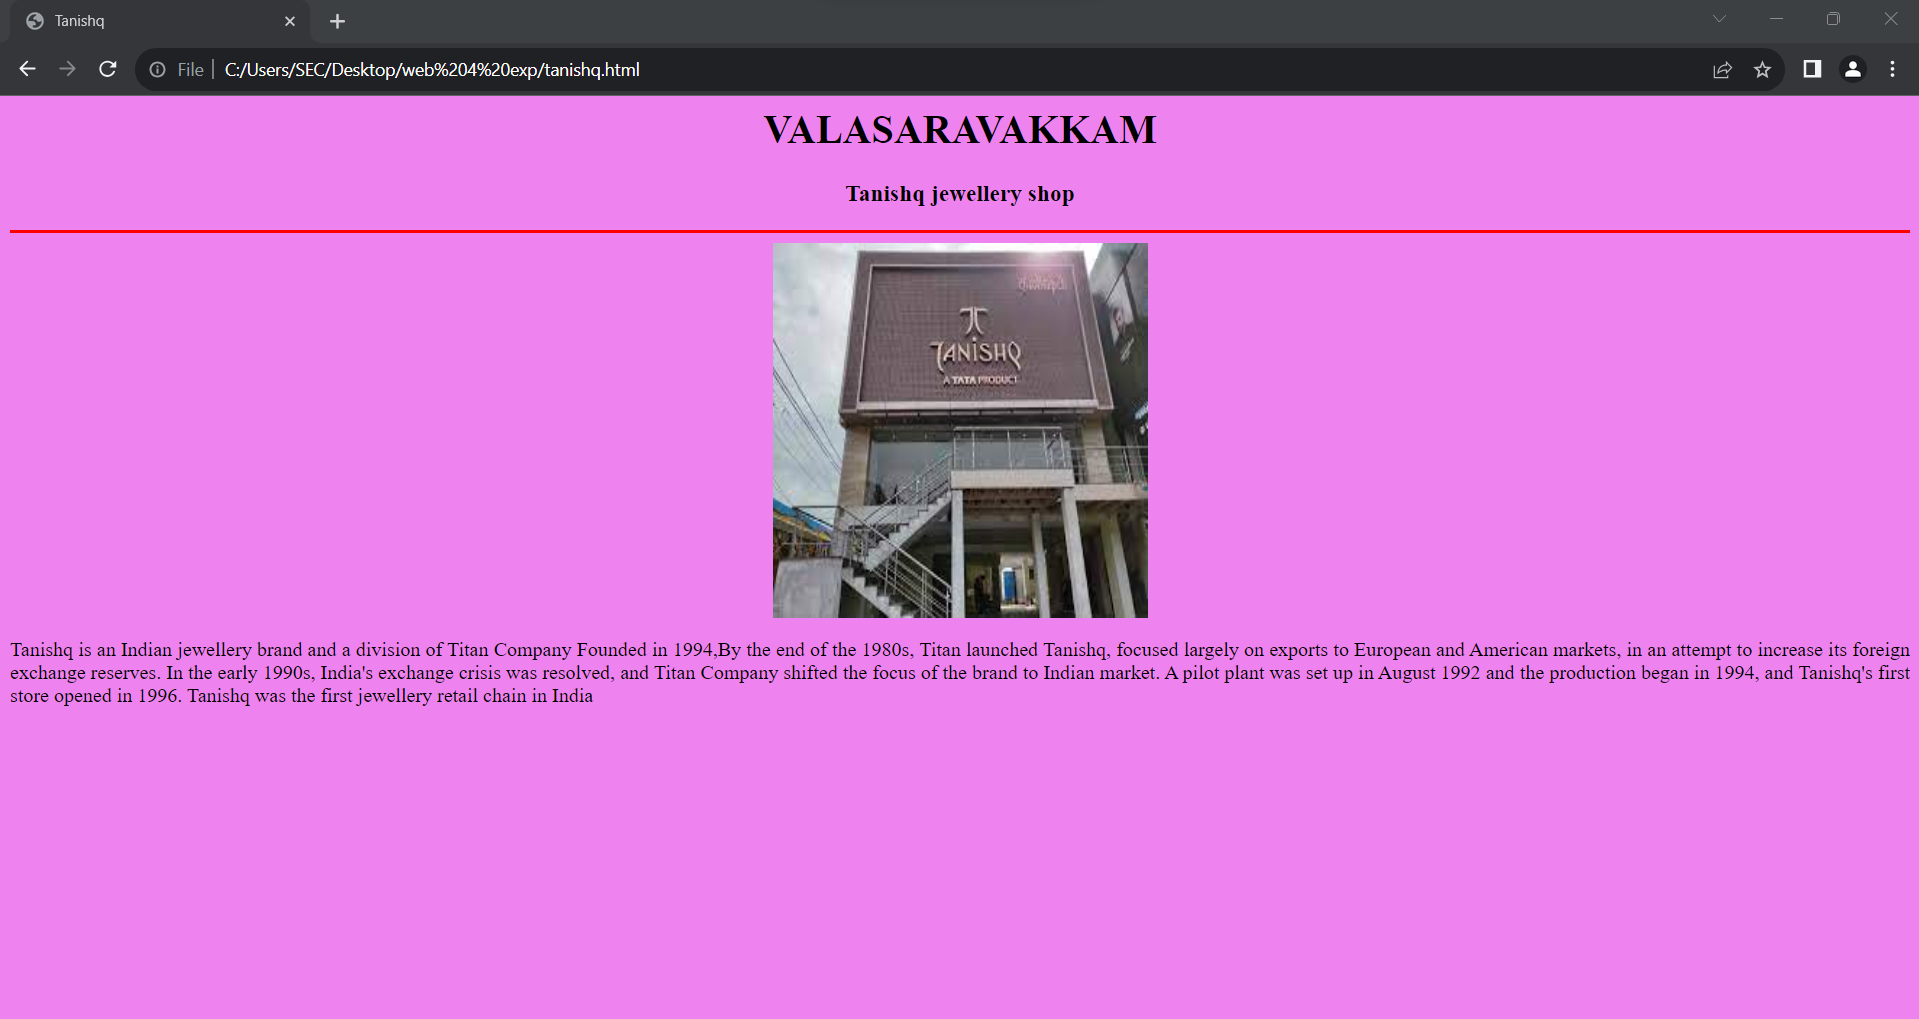 Tanishq
File
C:/Users/SEC/Desktop/web%204%20exp/tanishq.html
VALASARAVAKKAM
Tanishq jewellery shop
TANISHQ
A TATA PRODUCT
Tanishq is an Indian jewellery brand and a division of Titan Company Founded in 1994,By the end of the 1980s, Titan launched Tanishq, focused largely on exports to European and American markets, in an attempt to increase its foreign
exchange reserves. In the early 1990s, India's exchange crisis was resolved, and Titan Company shifted the focus of the brand to Indian market. A pilot plant was set up in August 1992 and the production began in 1994, and Tanishq's first
store opened in 1996. Tanishq was the first jewellery retail chain in India